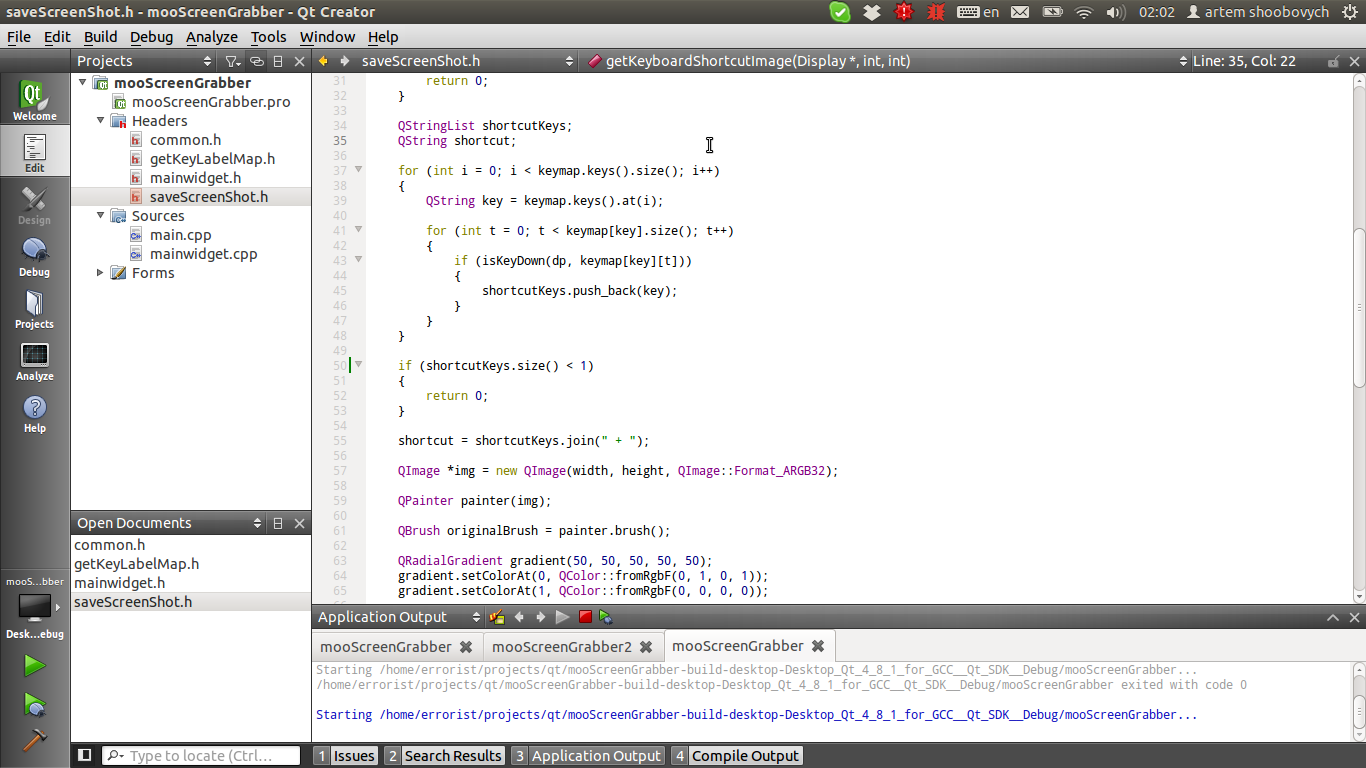 saveScreenShot.h - mooScreenGrabber - Qt Creator
en
02:02
artem shoobovych
File Edit Build Debug Analyze Tools Window Help
Projects
saveScreenShot.h
getKeyboardShortcutImage(Display *, int, int)
Line: 35, Col: 22
Welcome
Edit
Design
Debug
Projects
Analyze
Help
mooS...bber
Desk...ebug
mooScreenGrabber
mooScreenGrabber.pro
Headers
common.h
getKeyLabelMap.h
mainwidget.h
saveScreenShot.h
Sources
main.cpp
mainwidget.cpp
Forms
Open Documents
common.h
getKeyLabelMap.h
mainwidget.h
saveScreenShot.h
31 return 0;
32 }
33
34 QStringList shortcutKeys;
35 QString shortcut;
36
37 for (int i = 0; i < keymap.keys().size(); i++)
38 {
39 QString key = keymap.keys().at(i);
40
41 for (int t = 0; t < keymap[key].size(); t++)
42 {
43 if (isKeyDown(dp, keymap[key][t]))
44 {
45 shortcutKeys.push_back(key);
46 }
47 }
48 }
49
50 if (shortcutKeys.size() < 1)
51 {
52 return 0;
53 }
54
55 shortcut = shortcutKeys.join(" + ");
56
57 QImage *img = new QImage(width, height, QImage::Format_ARGB32);
58
59 QPainter painter(img);
60
61 QBrush originalBrush = painter.brush();
62
63 QRadialGradient gradient(50, 50, 50, 50, 50);
64 gradient.setColorAt(0, QColor::fromRgbF(0, 1, 0, 1));
65 gradient.setColorAt(1, QColor::fromRgbF(0, 0, 0, 0));
Application Output
mooScreenGrabber mooScreenGrabber2 mooScreenGrabber
Starting /home/errorist/projects/qt/mooScreenGrabber-build-desktop-Desktop_Qt_4_8_1_for_GCC__Qt_SDK__Debug/mooScreenGrabber...
/home/errorist/projects/qt/mooScreenGrabber-build-desktop-Desktop_Qt_4_8_1_for_GCC__Qt_SDK__Debug/mooScreenGrabber exited with code 0
Starting /home/errorist/projects/qt/mooScreenGrabber-build-desktop-Desktop_Qt_4_8_1_for_GCC__Qt_SDK__Debug/mooScreenGrabber...
Type to locate (Ctrl...
1 Issues 2 Search Results 3 Application Output 4 Compile Output